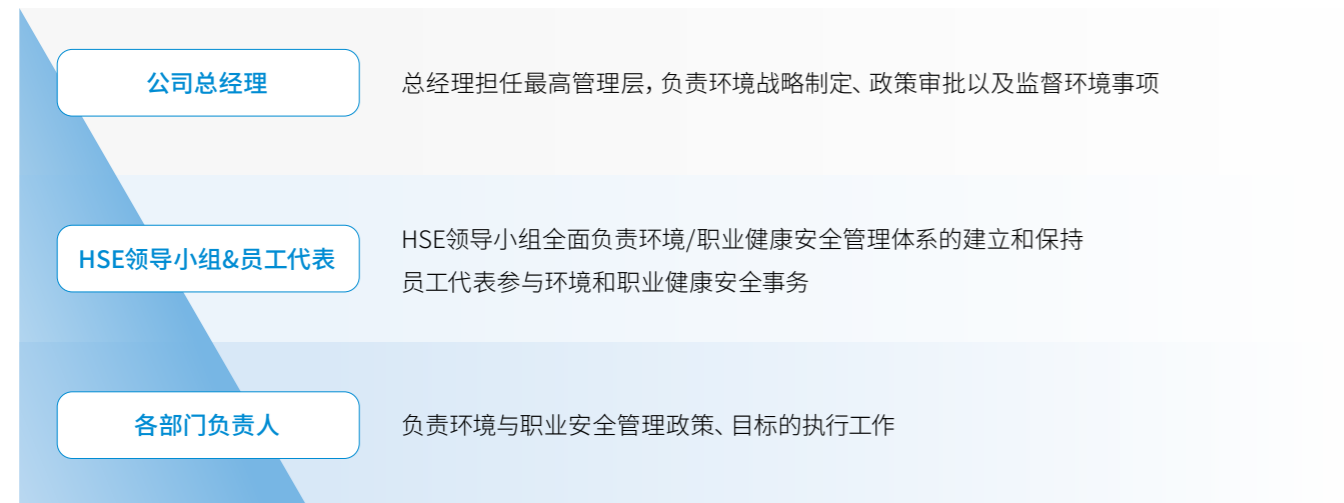 公司总经理
总经理担任最高管理层，负责环境战略制定、政策审批以及监督环境事项
HSE领导小组&员工代表
HSE领导小组全面负责环境/职业健康安全管理体系的建立和保持
员工代表参与环境和职业健康安全事务
各部门负责人
负责环境与职业安全管理政策、目标的执行工作